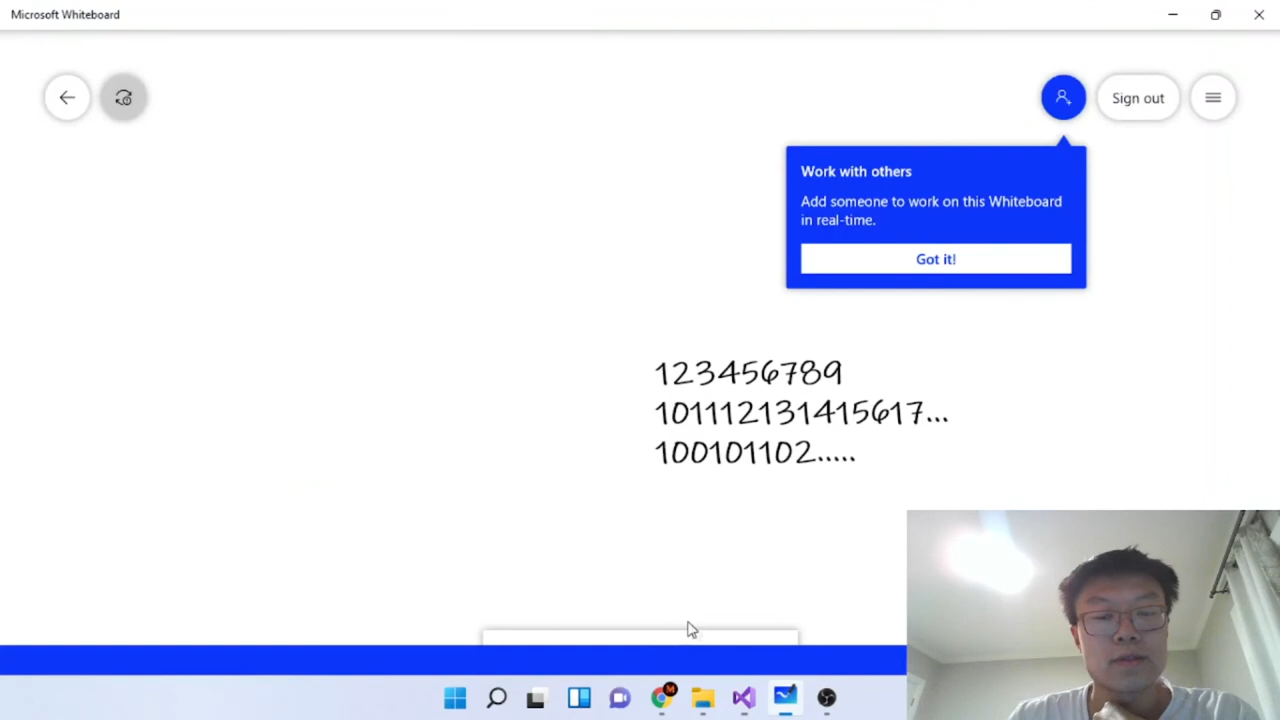 Microsoft Whiteboard
Sign out
Work with others
Add someone to work on this Whiteboard
in real-time.
Got it!
123456789
101112131415617...
100101102.....